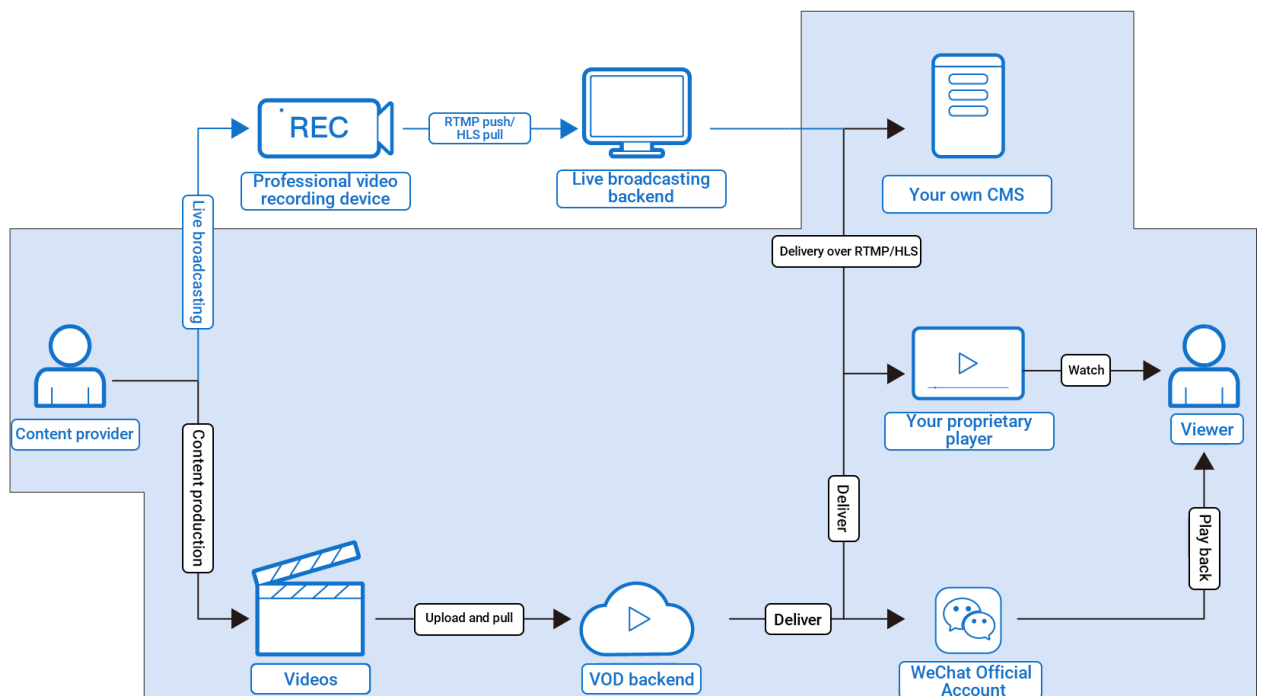 REC
RTMP push/
HLS pull
Professional video
recording device
Live broadcasting
backend
Your own CMS
Live broadcasting
Delivery over RTMP/HLS
Content provider
Content production
Your proprietary
player
Watch
Viewer
Deliver
Play back
Videos
Upload and pull
VOD backend
Deliver
WeChat Official
Account